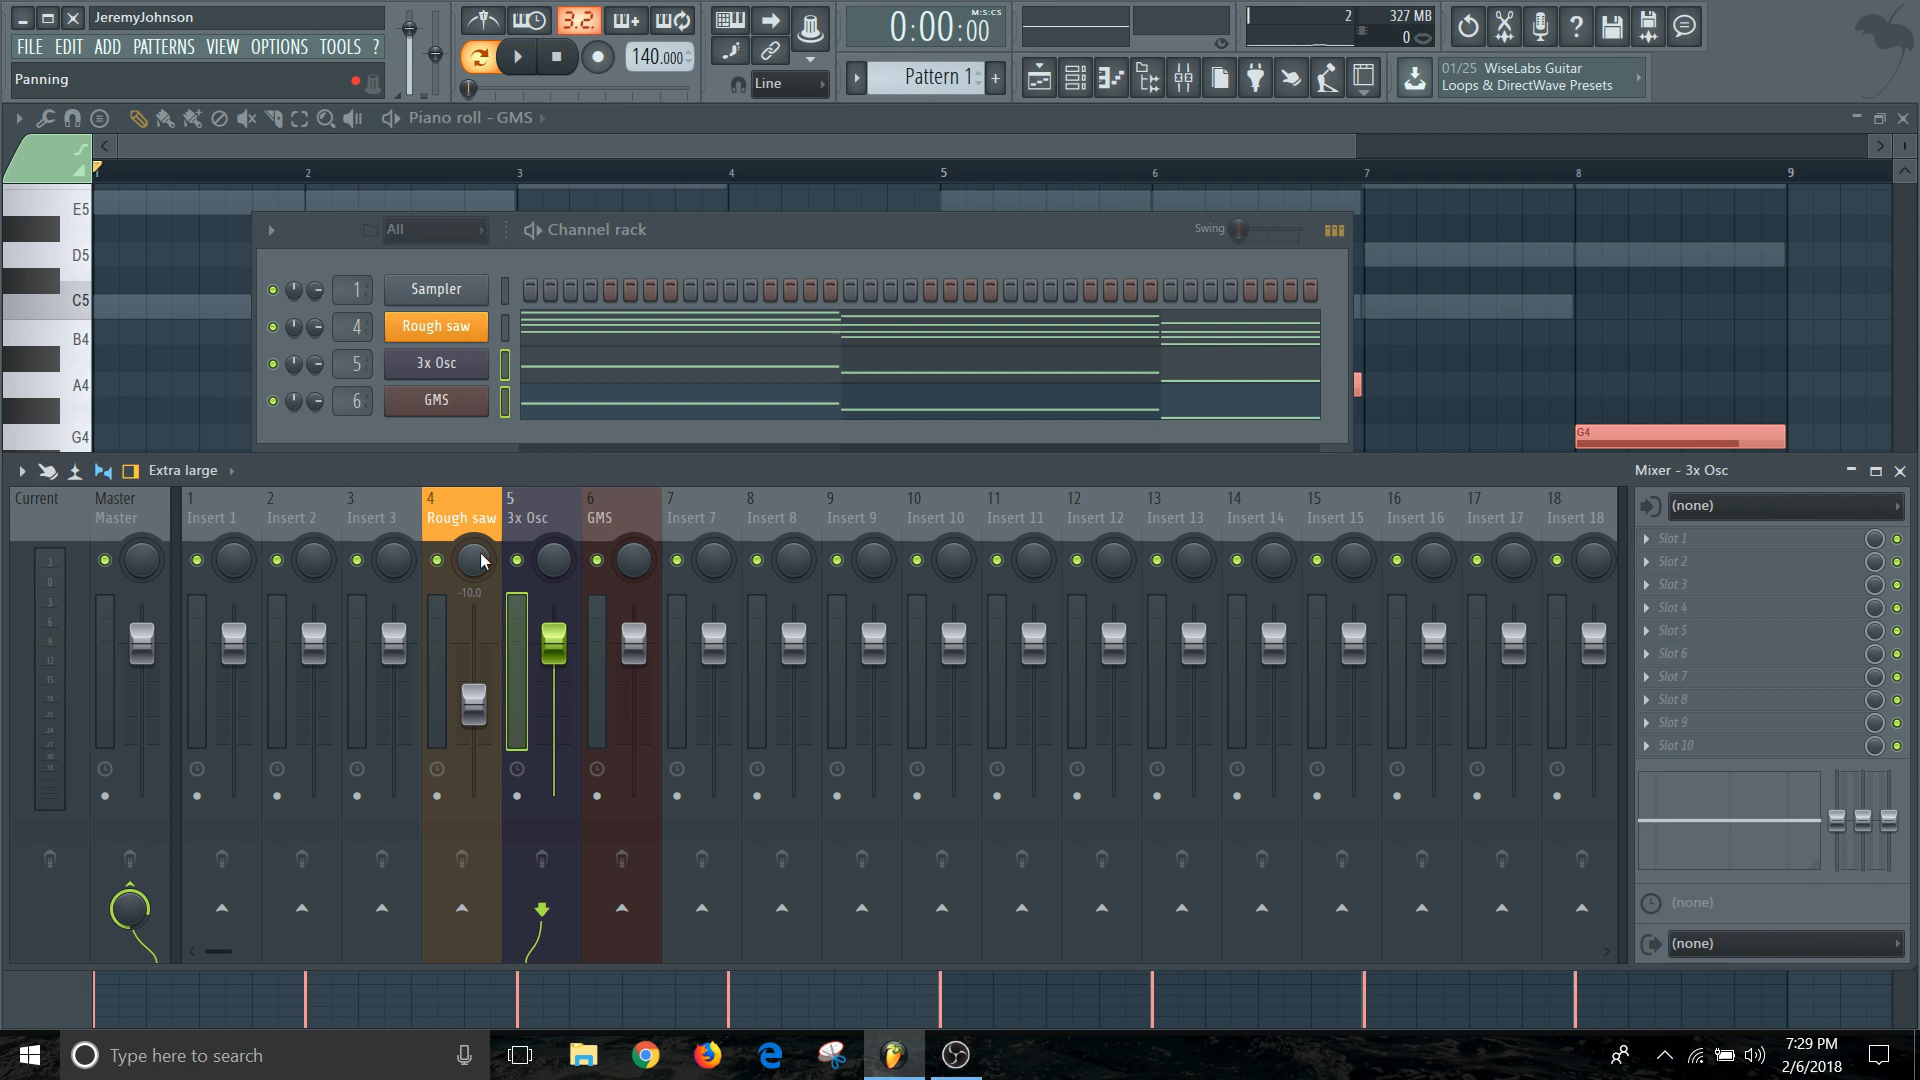 JeremyJohnson
FILE EDIT ADD PATTERNS VIEW OPTIONS TOOLS ?
Panning
3.2.
140.000
Line
0:00:00
M:S:CS
Pattern 1
+
2
327 MB
0
01/25 WiseLabs Guitar
Loops & DirectWave Presets
Piano roll - GMS
2 3 4 5 6 7 8 9
E5
D5
C5
B4
A4
G4
G4
All
Channel rack
Swing
1 Sampler
4 Rough saw
5 3x Osc
6 GMS
Extra large
Mixer - 3x Osc
Current Master 1 2 3 4 5 6 7 8 9 10 11 12 13 14 15 16 17 18
Master Insert 1 Insert 2 Insert 3 Rough saw 3x Osc GMS Insert 7 Insert 8 Insert 9 Insert 10 Insert 11 Insert 12 Insert 13 Insert 14 Insert 15 Insert 16 Insert 17 Insert 18
-10.0
3
0
3
6
9
12
15
18
21
24
27
30
33
(none)
Slot 1
Slot 2
Slot 3
Slot 4
Slot 5
Slot 6
Slot 7
Slot 8
Slot 9
Slot 10
(none)
(none)
Type here to search
7:29 PM
2/6/2018